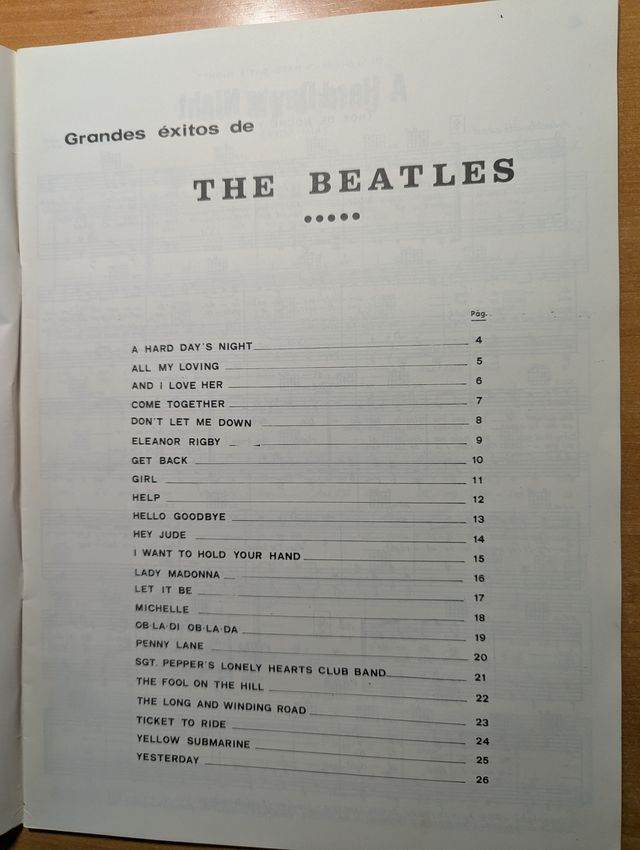 Grandes éxitos de
THE BEATLES
•••••
Pág.
A HARD DAY'S NIGHT 4
ALL MY LOVING 5
AND I LOVE HER 6
COME TOGETHER 7
DON'T LET ME DOWN 8
ELEANOR RIGBY 9
GET BACK 10
GIRL 11
HELP 12
HELLO GOODBYE 13
HEY JUDE 14
I WANT TO HOLD YOUR HAND 15
LADY MADONNA 16
LET IT BE 17
MICHELLE 18
OB·LA·DI OB·LA·DA 19
PENNY LANE 20
SGT. PEPPER'S LONELY HEARTS CLUB BAND 21
THE FOOL ON THE HILL 22
THE LONG AND WINDING ROAD 23
TICKET TO RIDE 24
YELLOW SUBMARINE 25
YESTERDAY 26